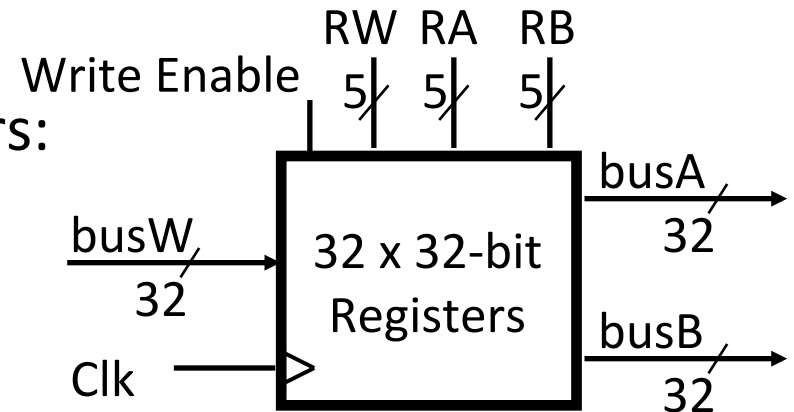 RW RA RB
Write Enable
5 5 5
rs:
busA
32
busW
32
32 x 32-bit
Registers
busB
32
Clk